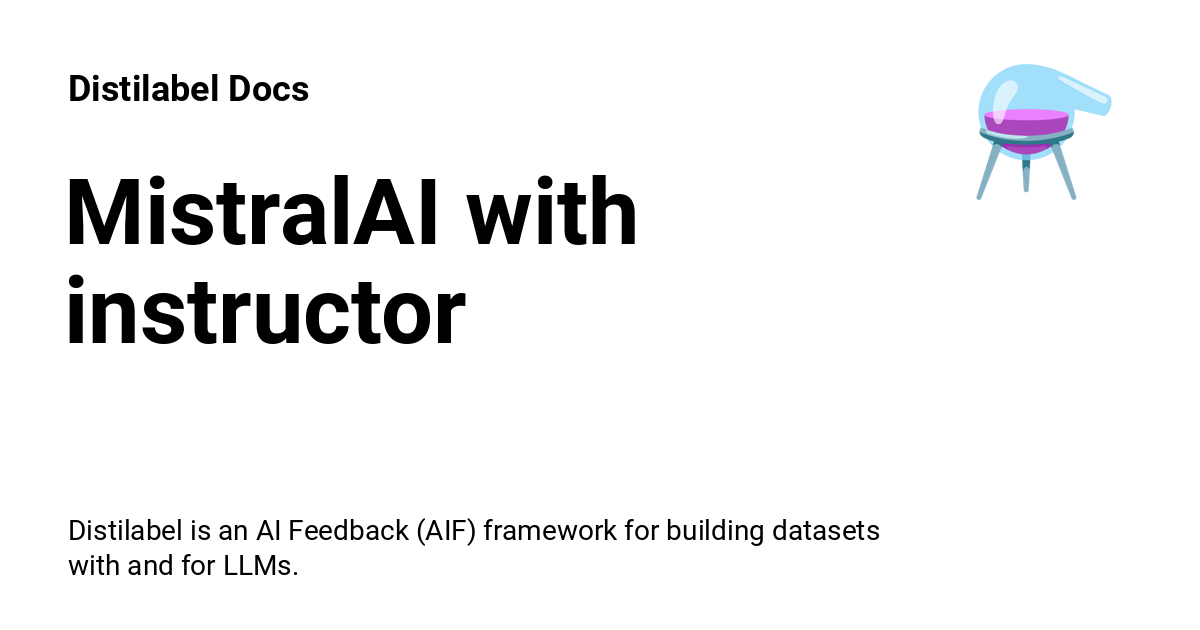 Distilabel Docs
MistralAI with
instructor
Distilabel is an AI Feedback (AIF) framework for building datasets
with and for LLMs.